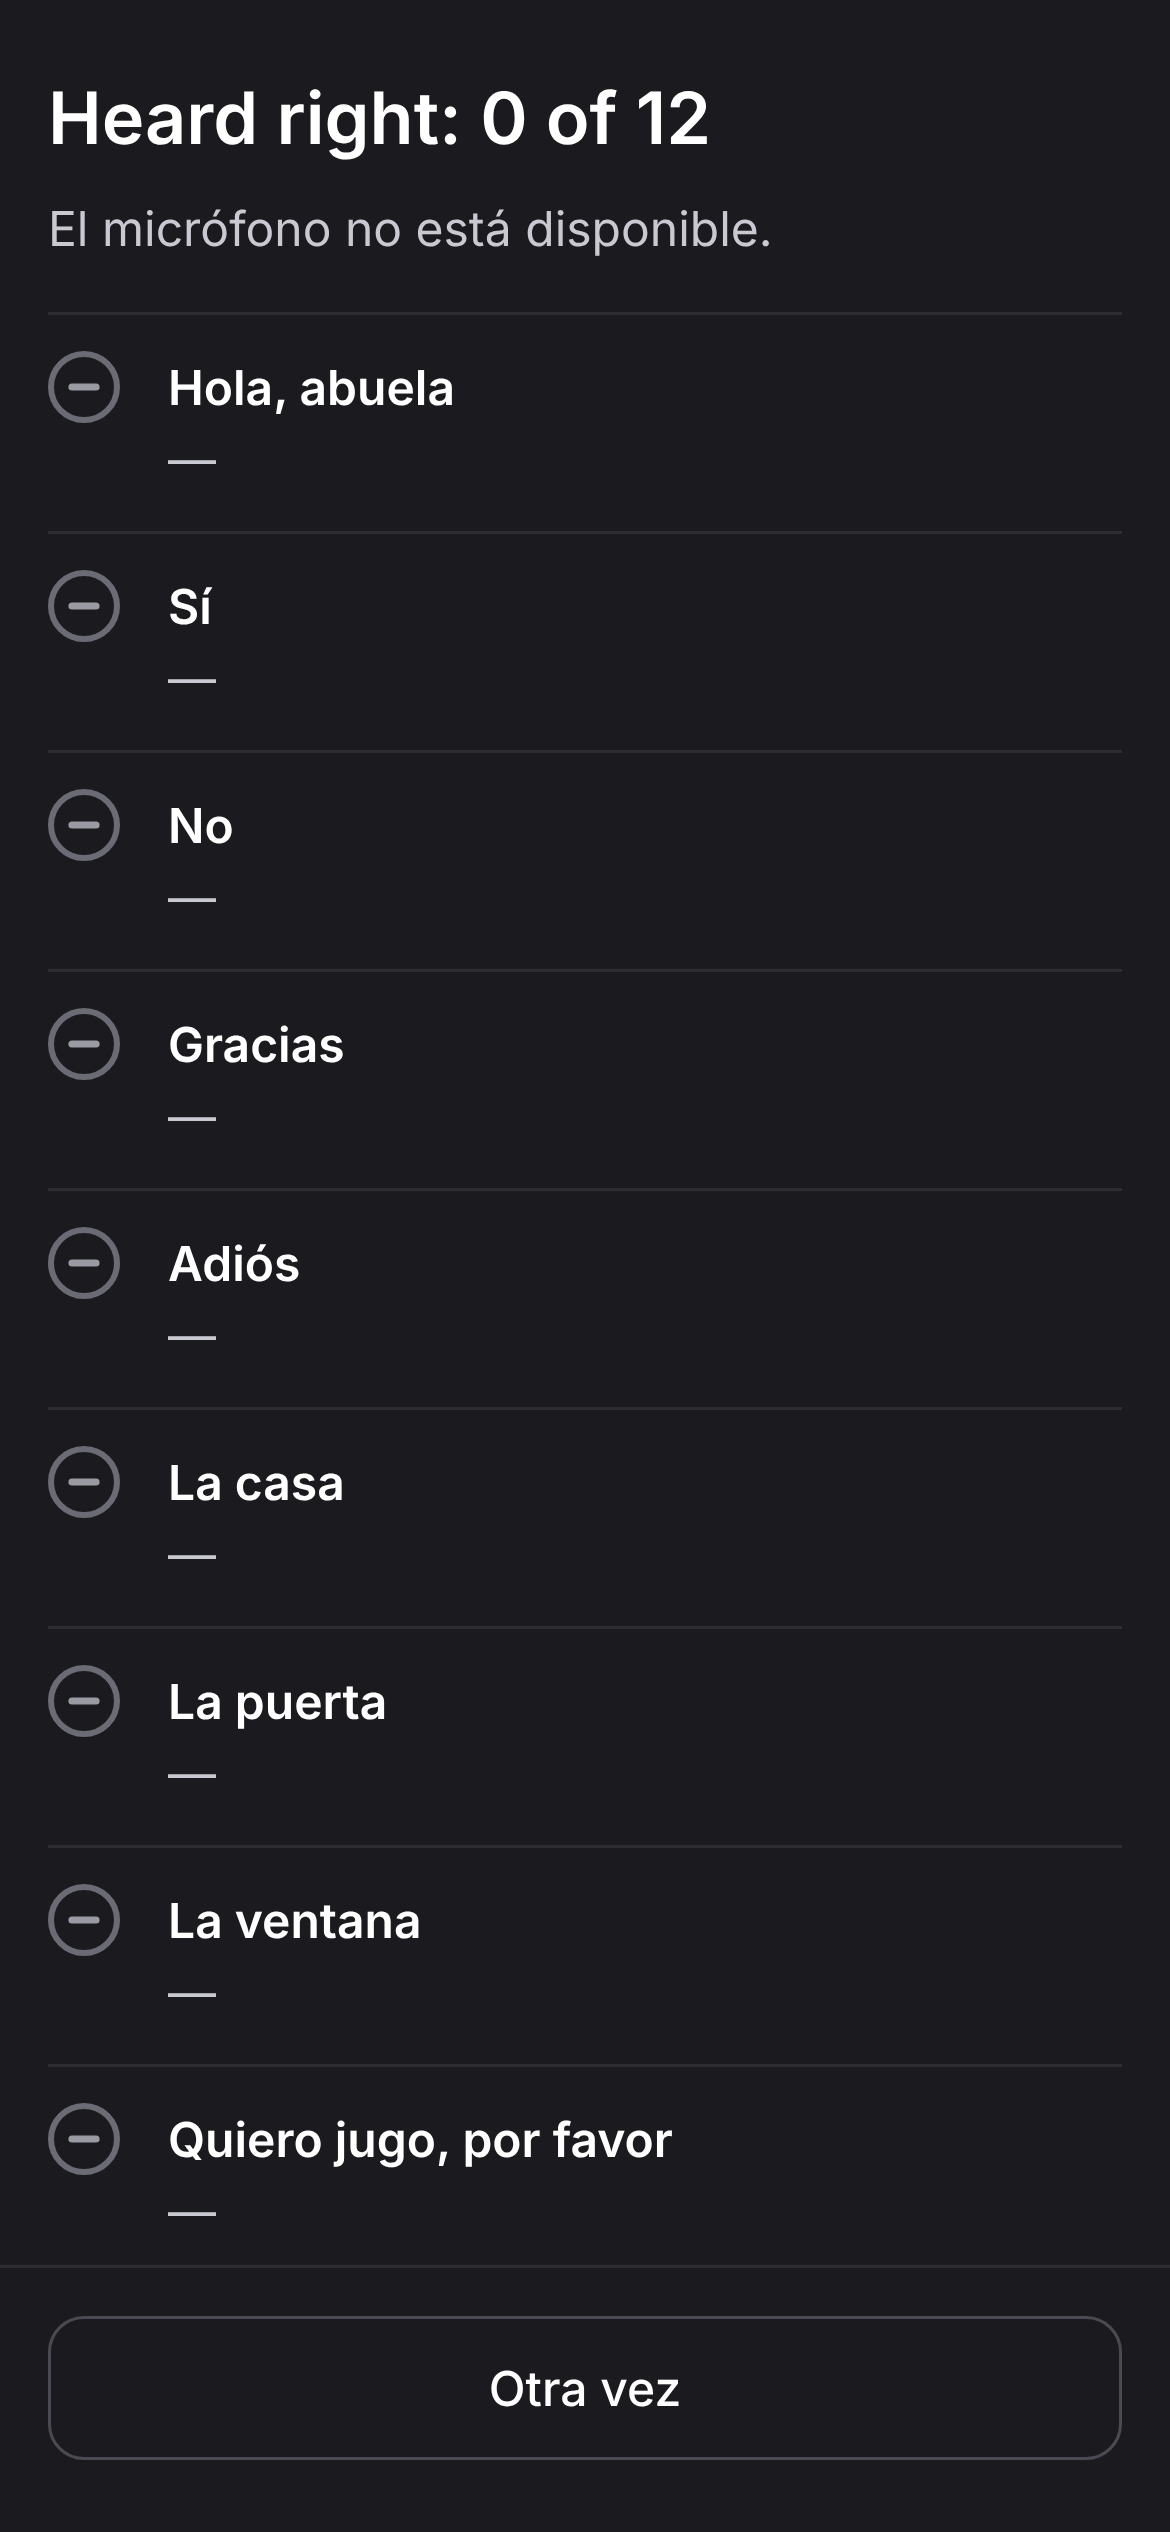 Heard right: 0 of 12
El micrófono no está disponible.
Hola, abuela
—
Sí
—
No
—
Gracias
—
Adiós
—
La casa
—
La puerta
—
La ventana
—
Quiero jugo, por favor
—
Otra vez